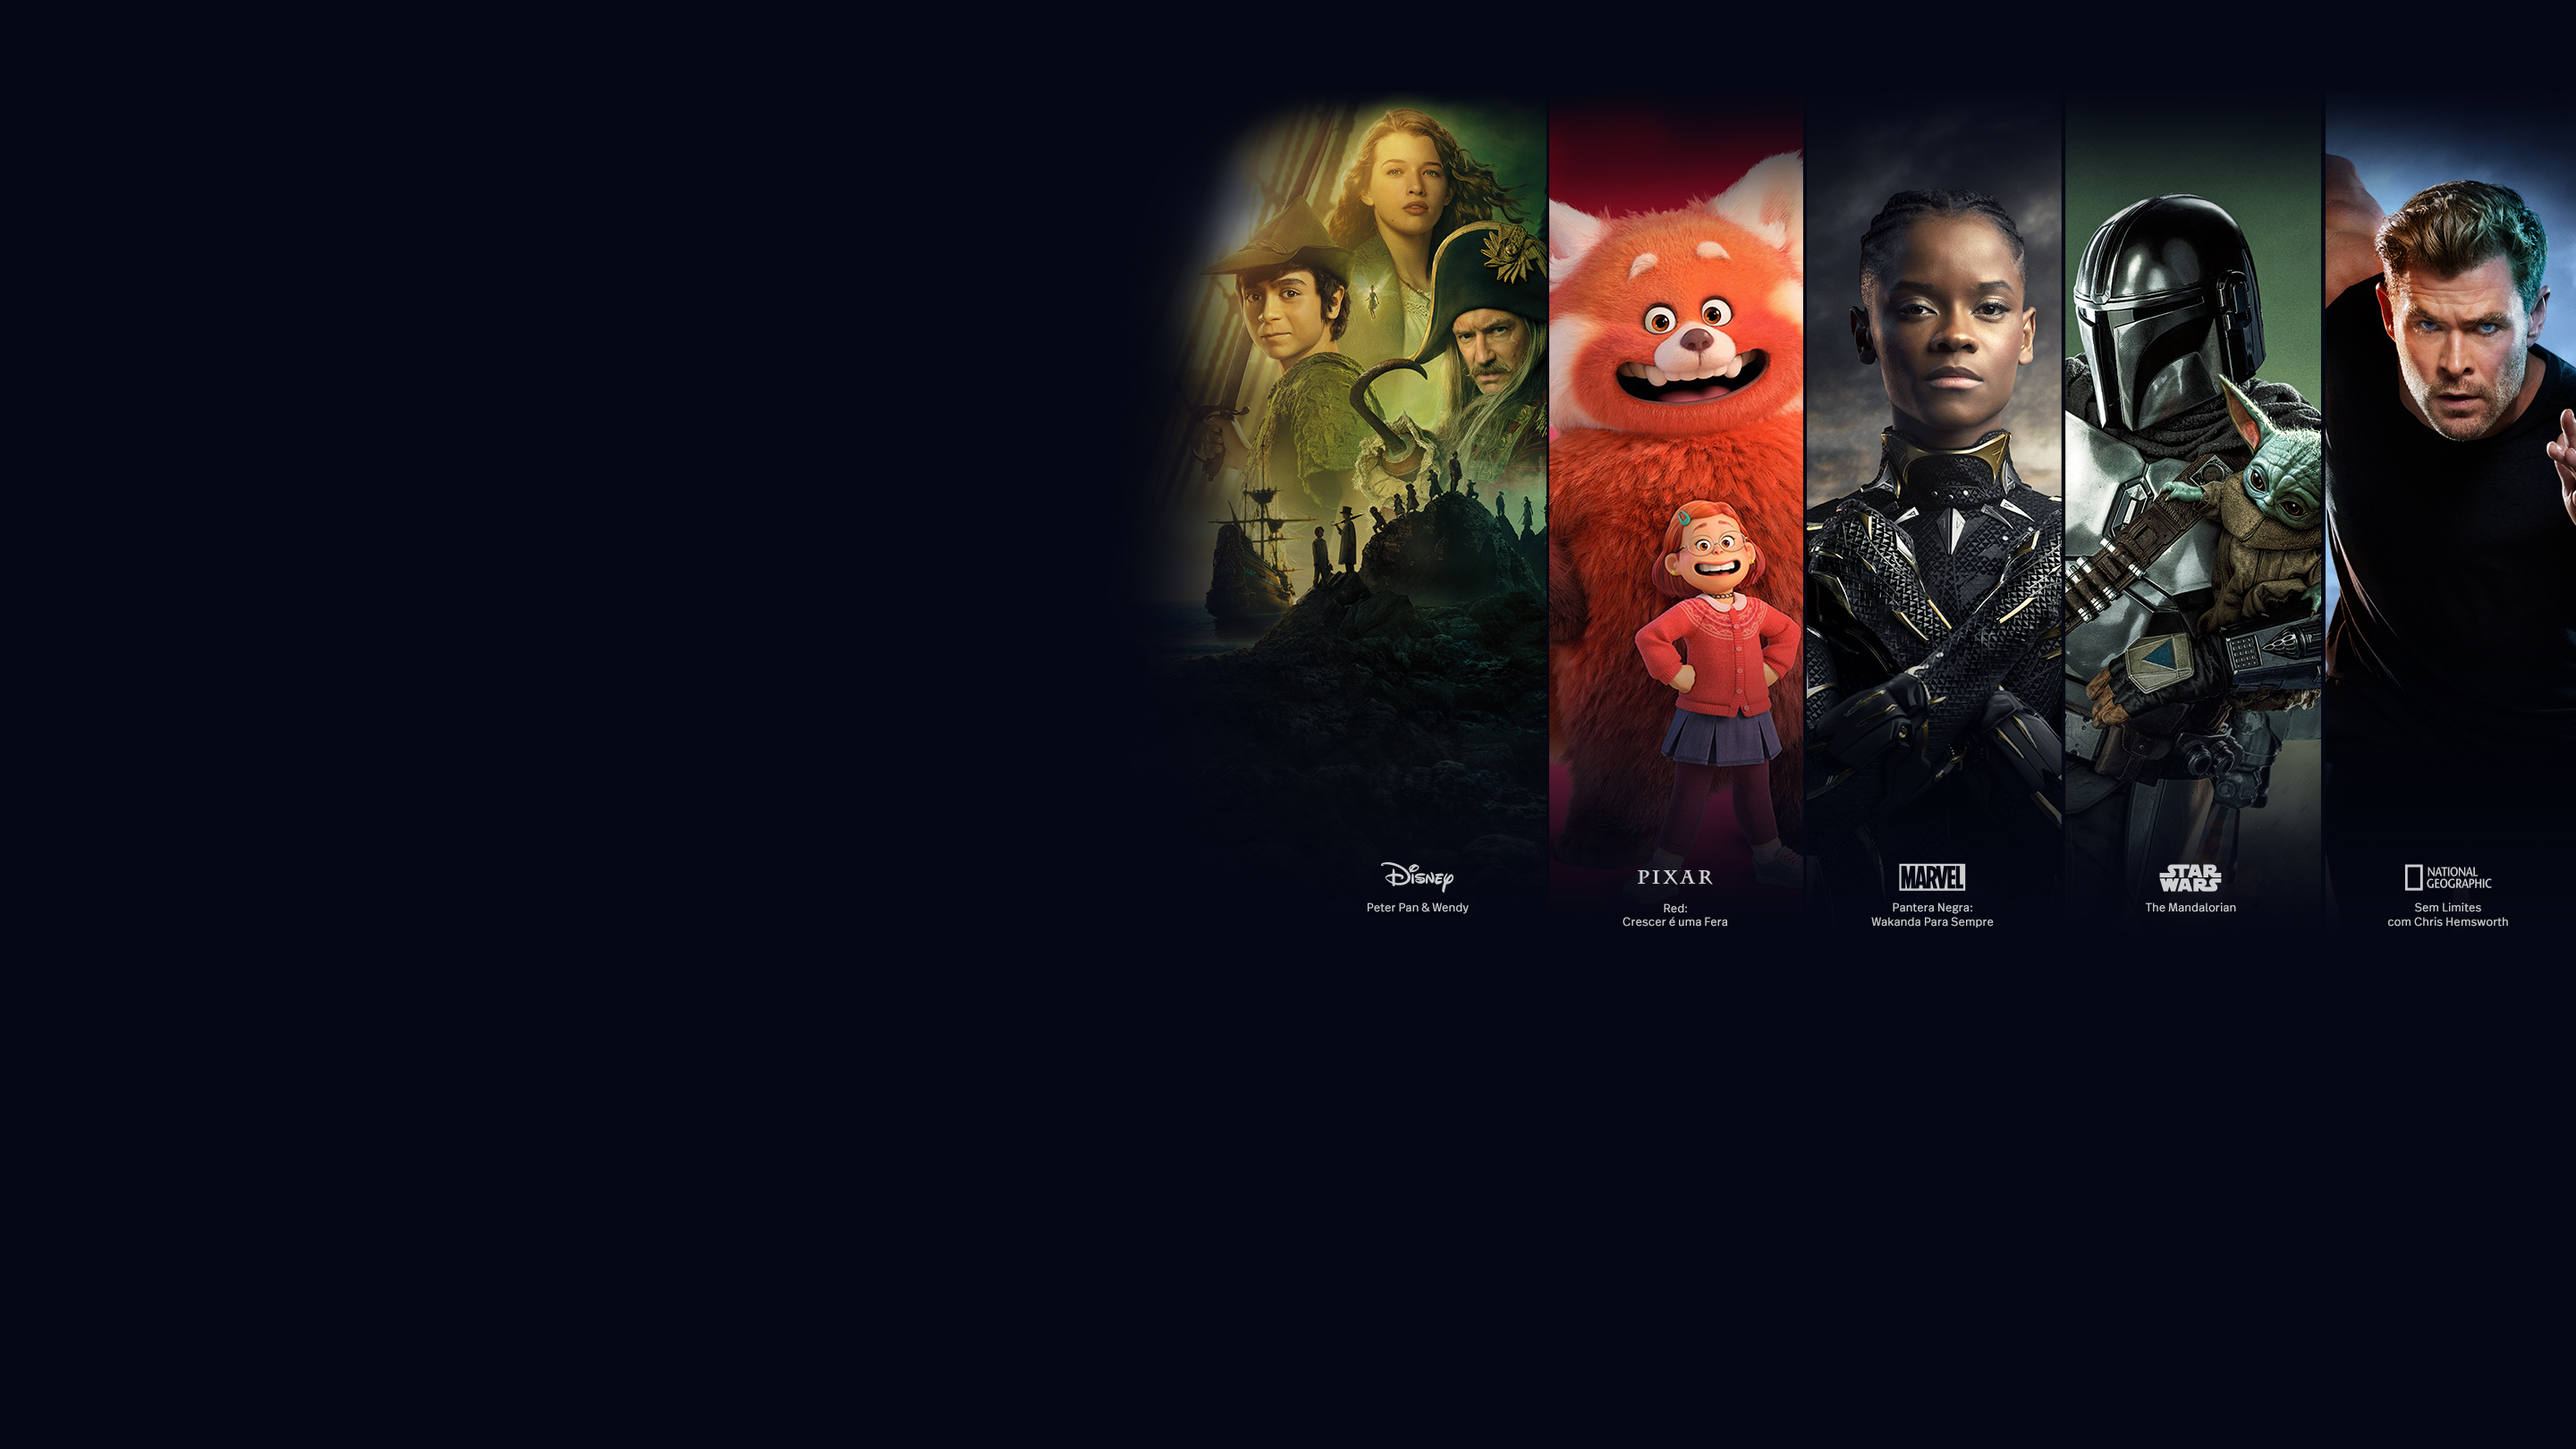 Disney
Peter Pan & Wendy
PIXAR
Red:
Crescer é uma Fera
MARVEL
Pantera Negra:
Wakanda Para Sempre
STAR
WARS
The Mandalorian
NATIONAL
GEOGRAPHIC
Sem Limites
com Chris Hemsworth